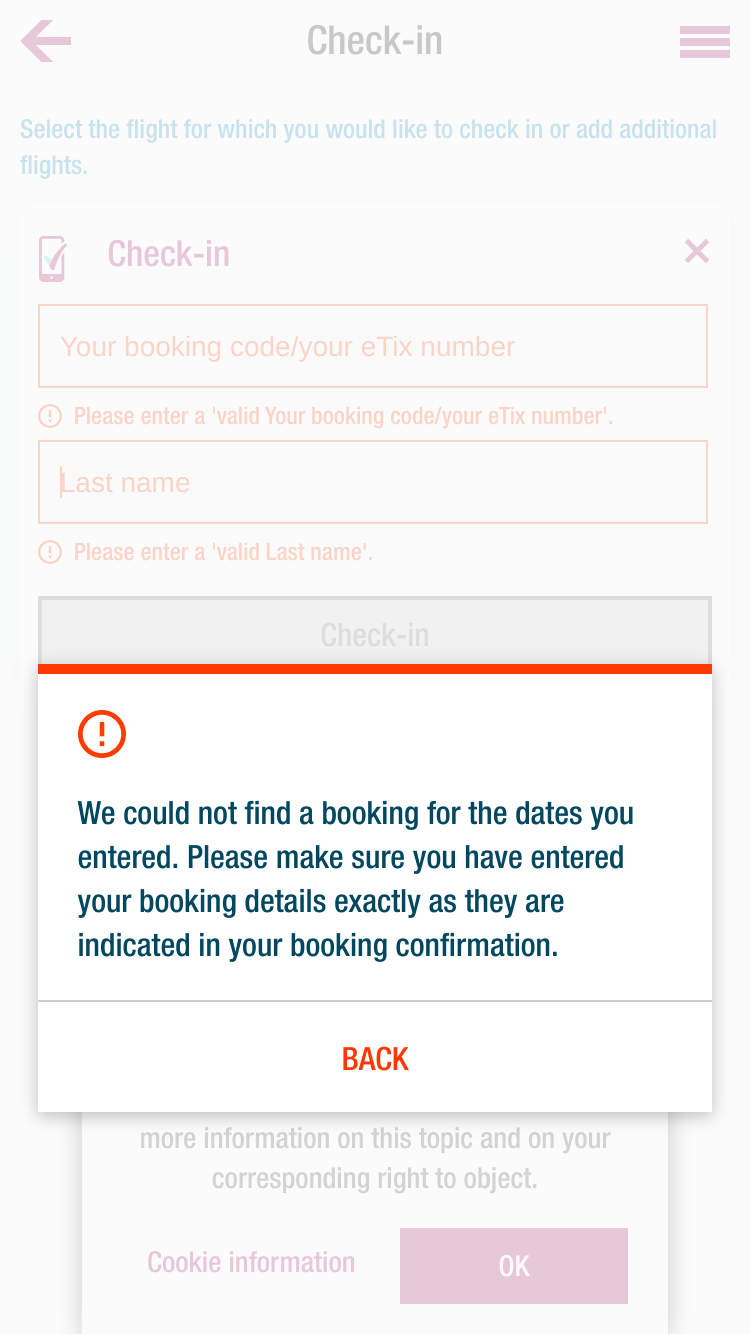 Check-in
Select the flight for which you would like to check in or add additional
flights.
Check-in
Your booking code/your eTix number
Please enter a 'valid Your booking code/your eTix number'.
Last name
Please enter a 'valid Last name'.
Check-in
We could not find a booking for the dates you
entered. Please make sure you have entered
your booking details exactly as they are
indicated in your booking confirmation.
BACK
more information on this topic and on your
corresponding right to object.
Cookie information
OK